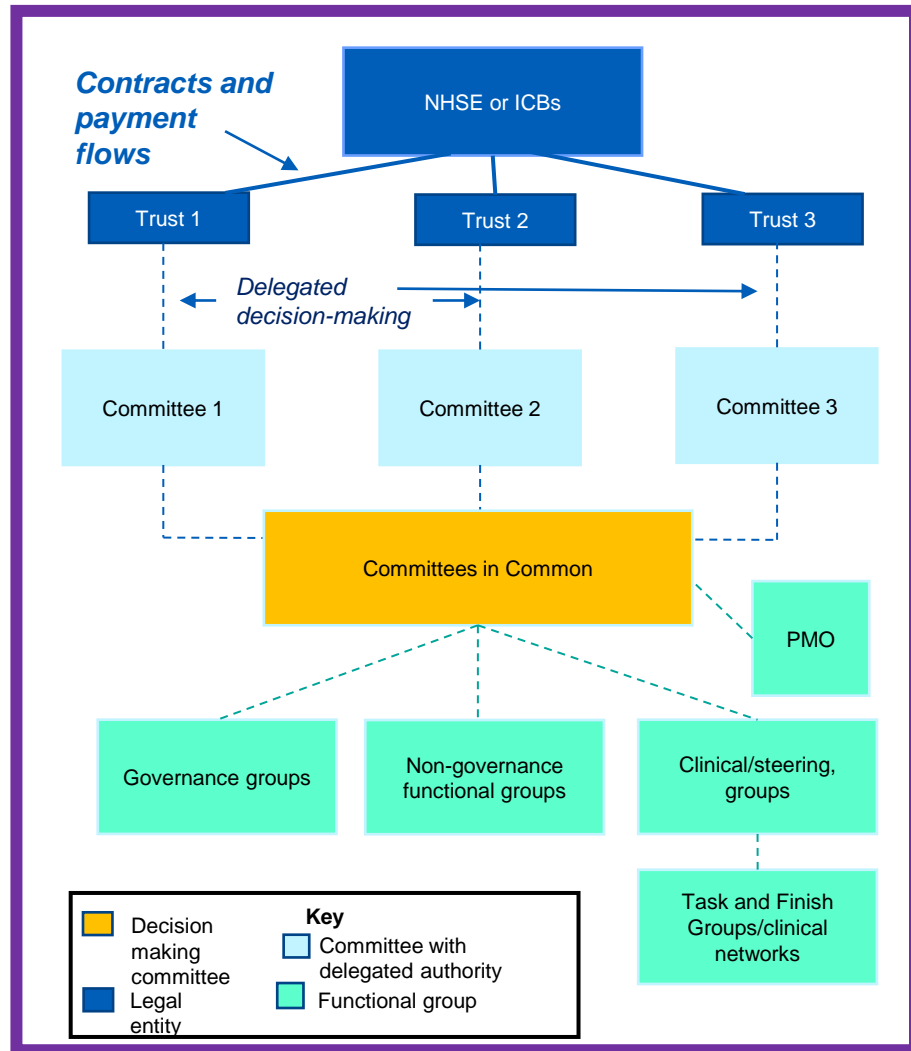 Contracts and
payment
flows
NHSE or ICBs
Trust 1
Trust 2
Trust 3
Delegated
decision-making
Committee 1
Committee 2
Committee 3
Committees in Common
PMO
Governance groups
Non-governance
functional groups
Clinical/steering,
groups
Task and Finish
Groups/clinical
networks
Key
Decision
making
committee
Legal
entity
Committee with
delegated authority
Functional group